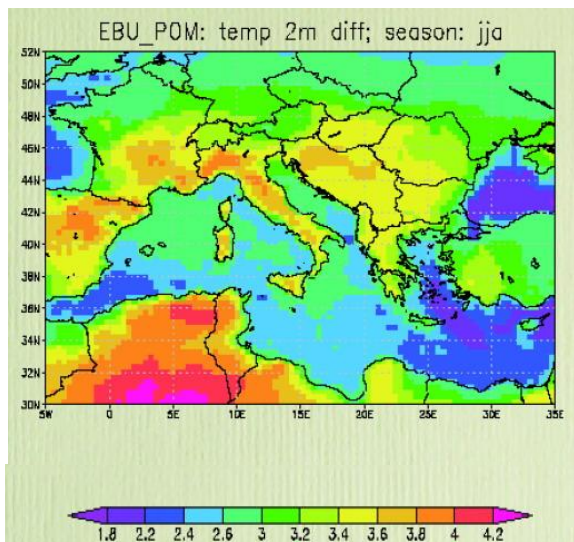 EBU_POM: temp 2m diff; season: jja
52N
50N
48N
46N
44N
42N
40N
38N
36N
34N
32N
30N
5W 0 5E 10E 15E 20E 25E 30E 35E
1.8 2.2 2.4 2.6 3 3.2 3.4 3.6 3.8 4 4.2